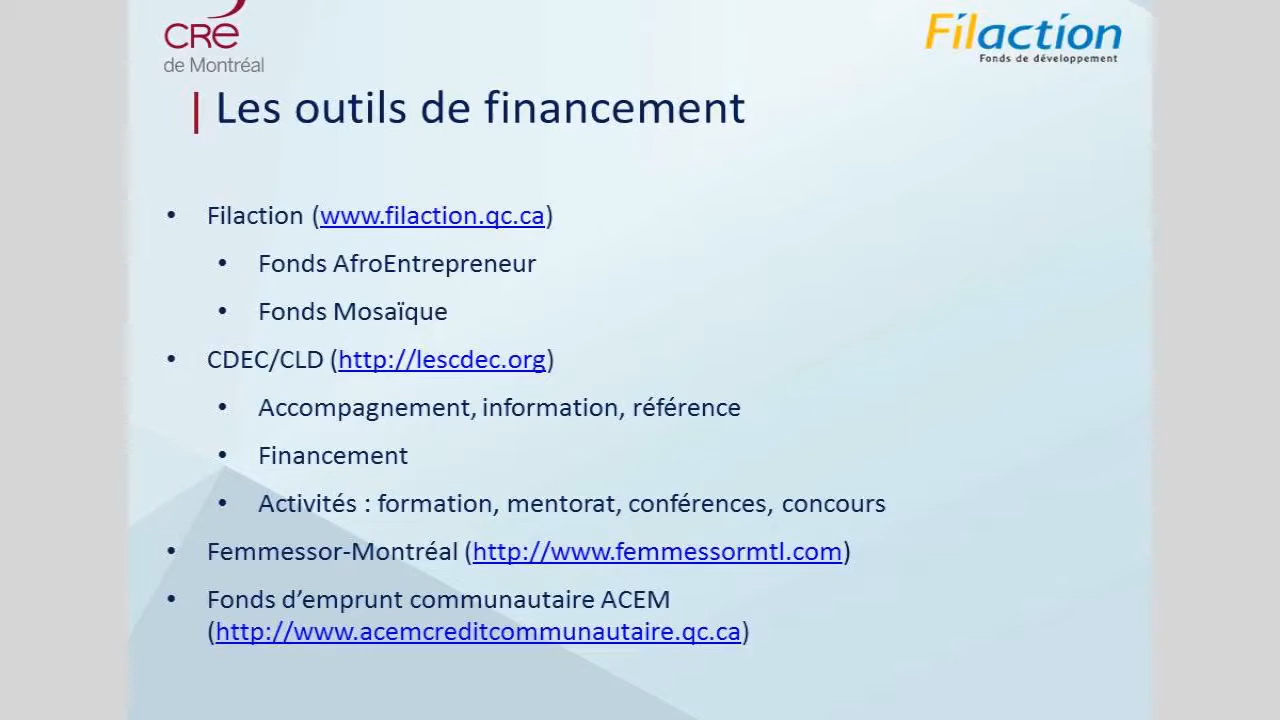 CRé
de Montréal
Filaction
Fonds de développement
| Les outils de financement
• Filaction (www.filaction.qc.ca)
• Fonds AfroEntrepreneur
• Fonds Mosaïque
• CDEC/CLD (http://lescdec.org)
• Accompagnement, information, référence
• Financement
• Activités : formation, mentorat, conférences, concours
• Femmessor-Montréal (http://www.femmessormtl.com)
• Fonds d’emprunt communautaire ACEM
(http://www.acemcreditcommunautaire.qc.ca)